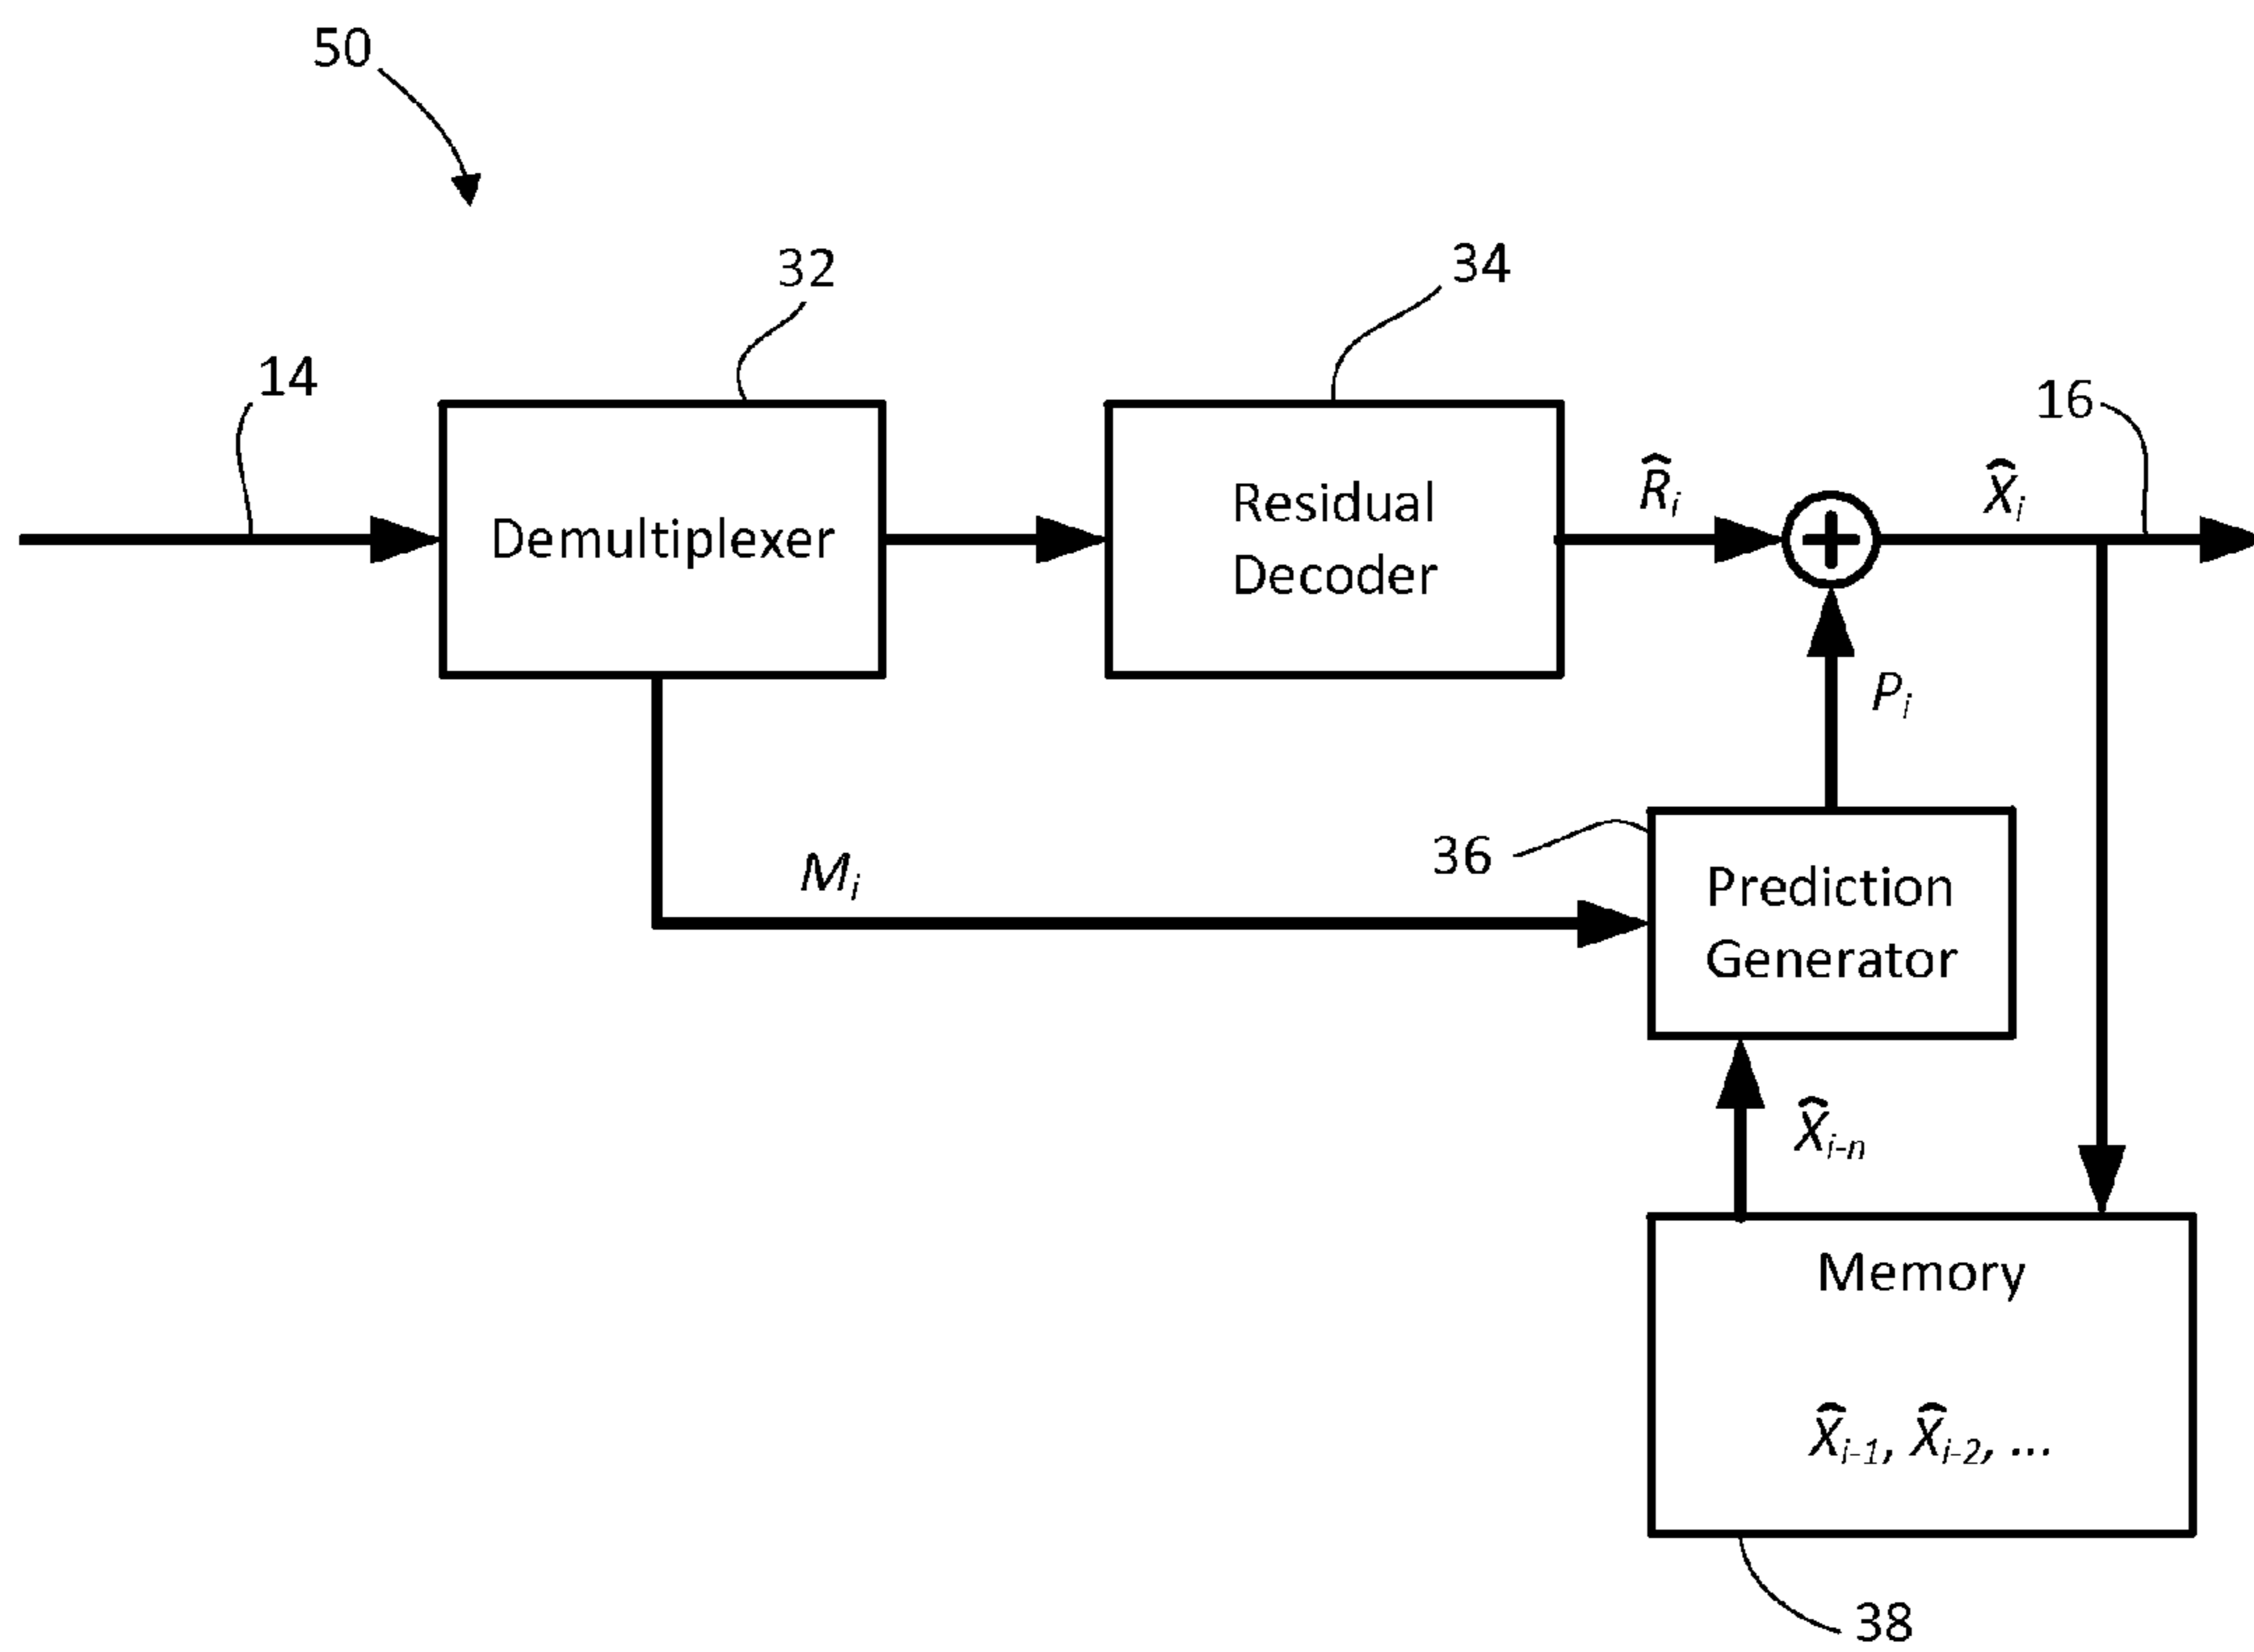 50
32
34
14
16
Demultiplexer
Residual
Decoder
R̂i
X̂i
Pi
Mi
36
Prediction
Generator
X̂i-n
Memory
X̂i-1, X̂i-2, ...
38